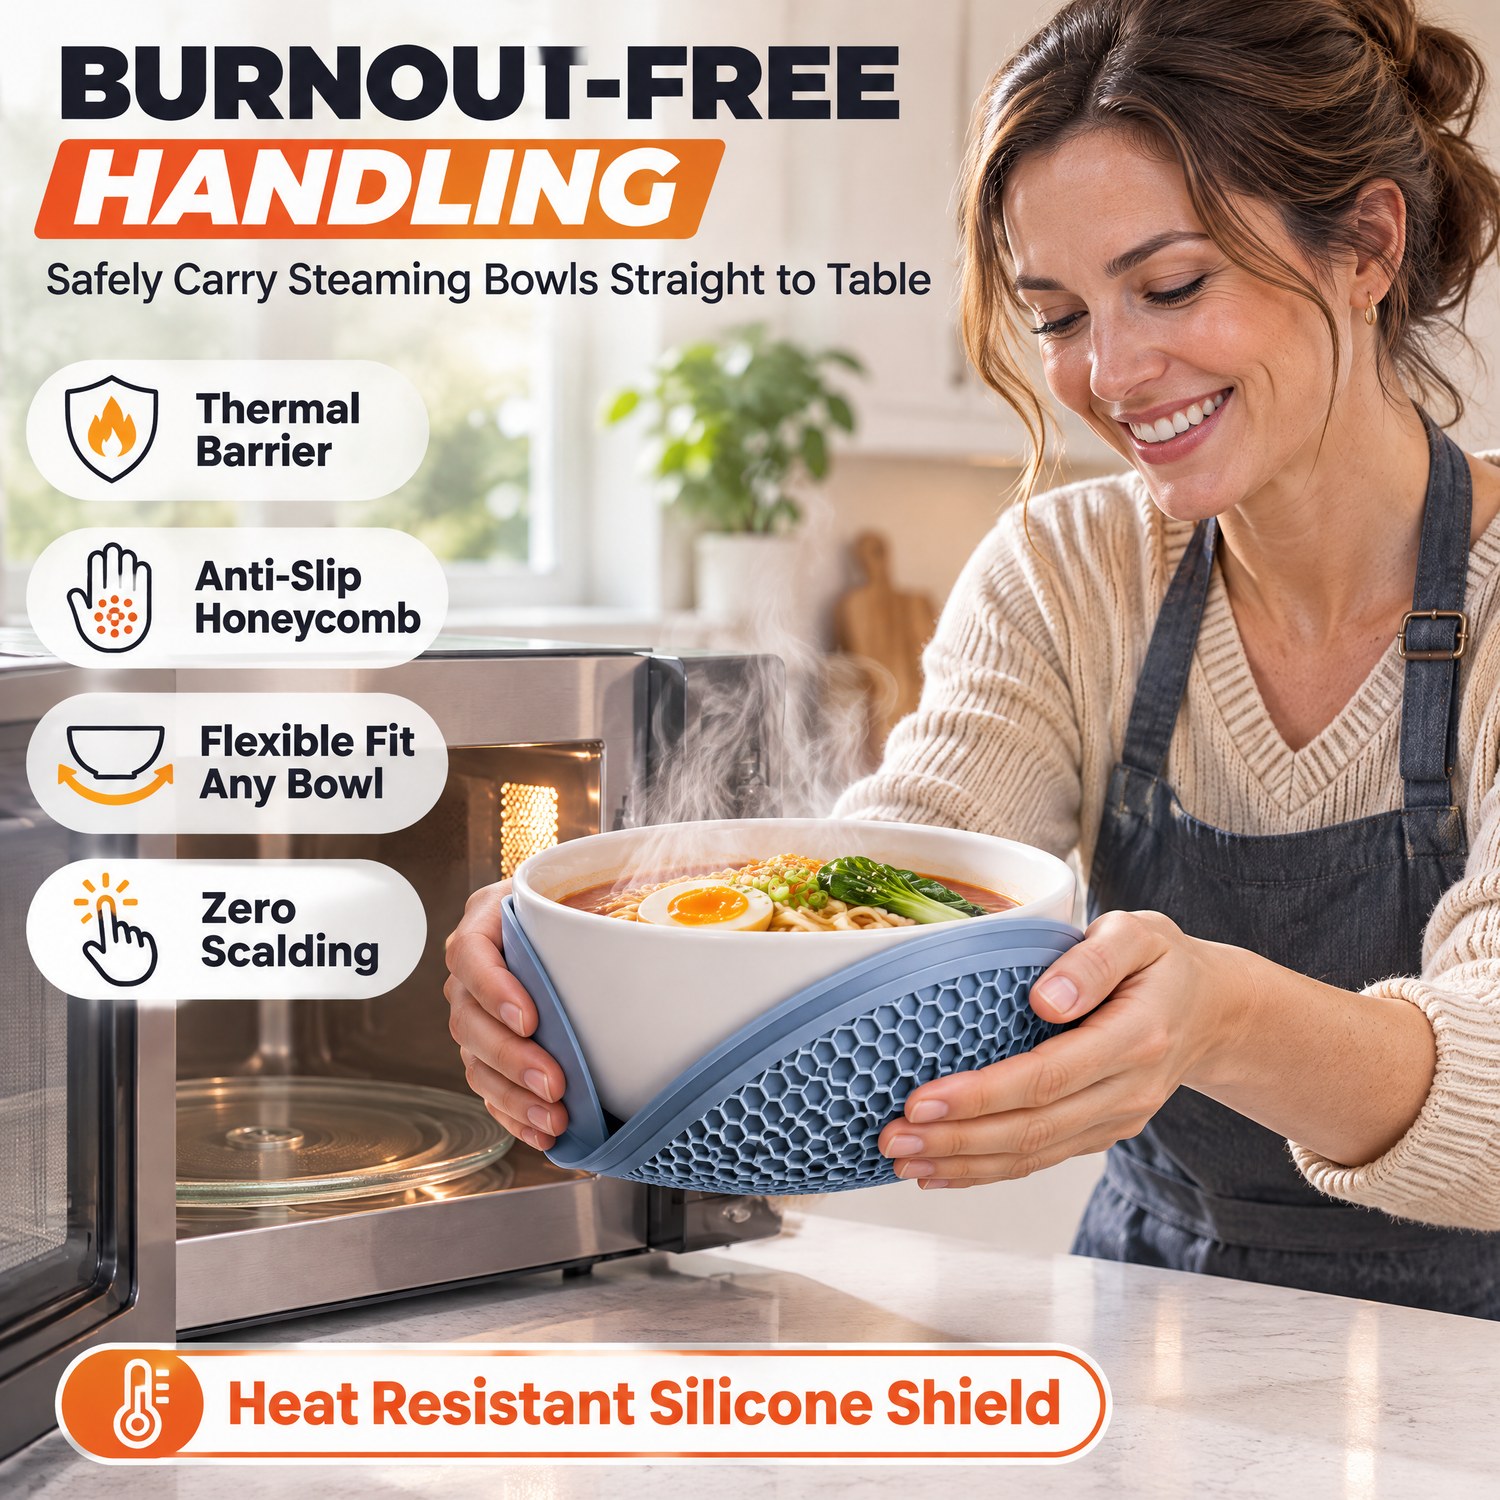 BURNOUT-FREE
HANDLING
Safely Carry Steaming Bowls Straight to Table
Thermal
Barrier
Anti-Slip
Honeycomb
Flexible Fit
Any Bowl
Zero
Scalding
Heat Resistant Silicone Shield